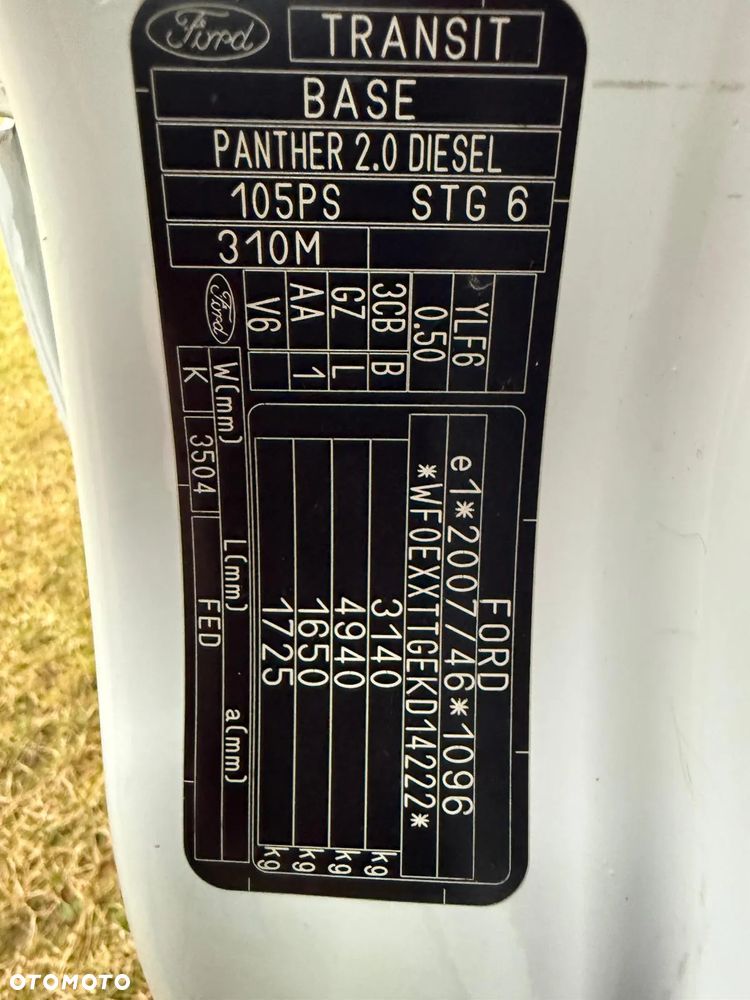 Ford TRANSIT
BASE
PANTHER 2.0 DIESEL
105PS STG 6
310M
YLF6
0.50
3CB B
GZ L
AA 1
V6
Ford
FORD
e1*2007/46*1096
*WF0EXXTTGEKD14222*
3140 kg
4940 kg
1650 kg
1725 kg
W(mm) L(mm) a(mm)
K 3504 FED
OTOMOTO